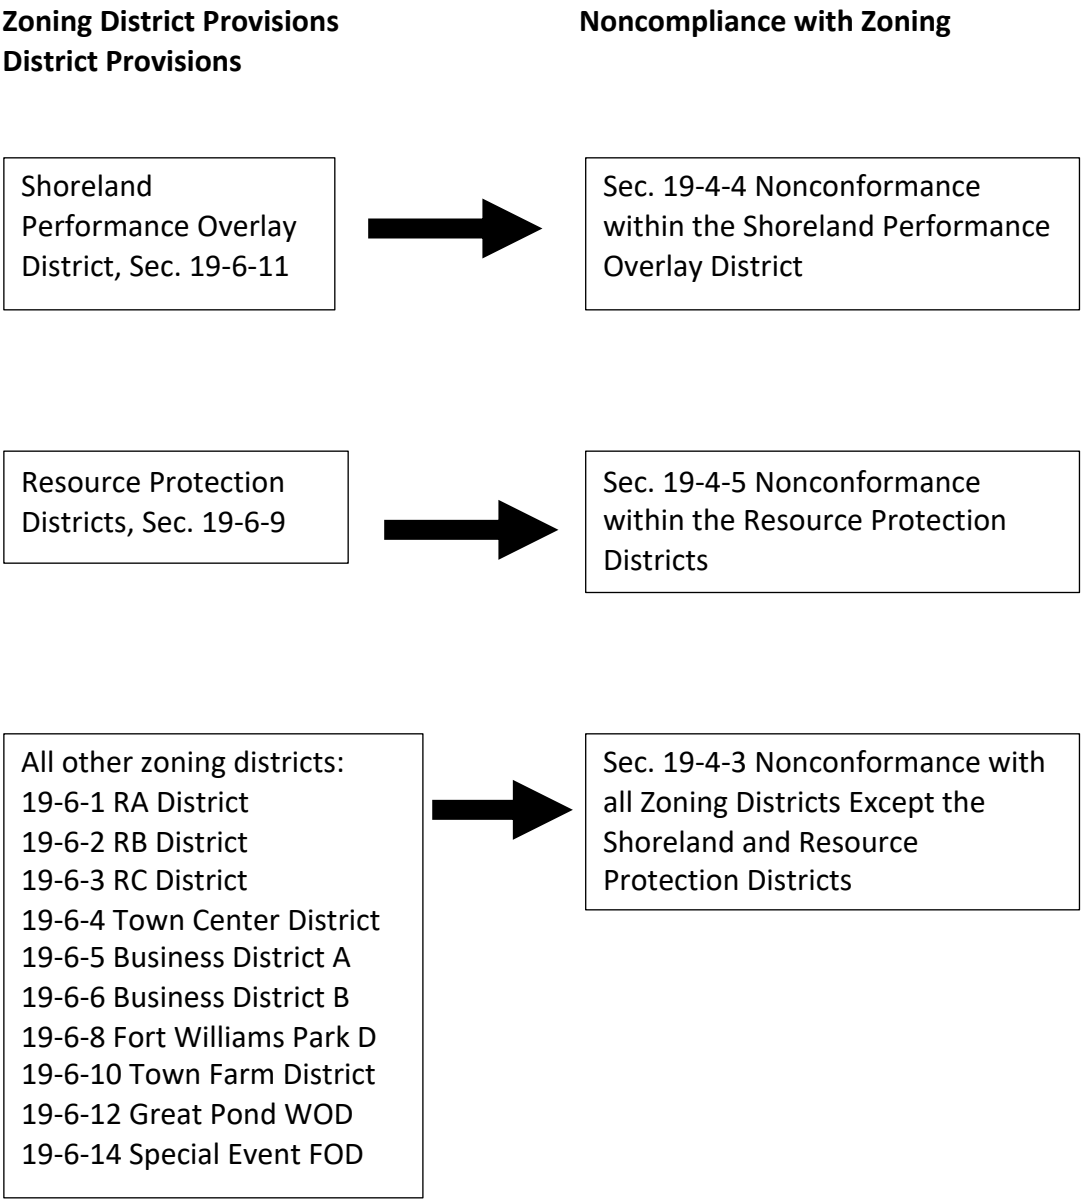 Zoning District Provisions
District Provisions
Noncompliance with Zoning
Shoreland
Performance Overlay
District, Sec. 19-6-11
Sec. 19-4-4 Nonconformance
within the Shoreland Performance
Overlay District
Resource Protection
Districts, Sec. 19-6-9
Sec. 19-4-5 Nonconformance
within the Resource Protection
Districts
All other zoning districts:
19-6-1 RA District
19-6-2 RB District
19-6-3 RC District
19-6-4 Town Center District
19-6-5 Business District A
19-6-6 Business District B
19-6-8 Fort Williams Park D
19-6-10 Town Farm District
19-6-12 Great Pond WOD
19-6-14 Special Event FOD
Sec. 19-4-3 Nonconformance with
all Zoning Districts Except the
Shoreland and Resource
Protection Districts